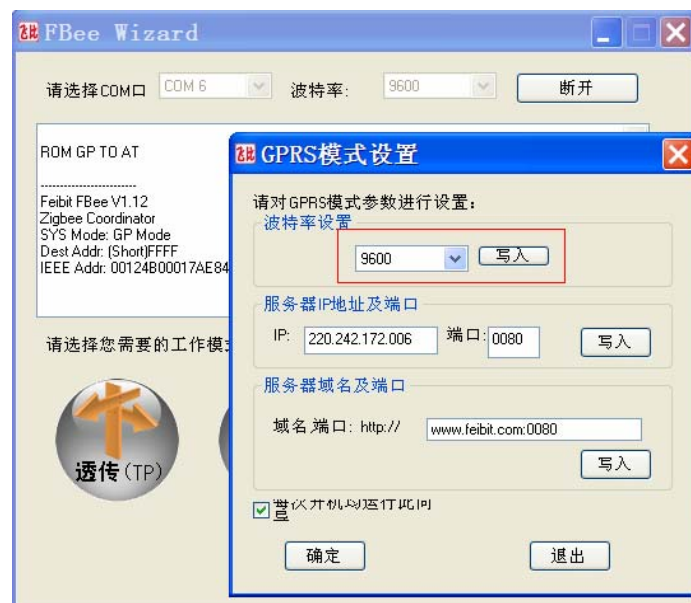 飞比 FBee Wizard
请选择COM口 COM 6 波特率: 9600 断开
ROM GP TO AT
-------------------------
Feibit FBee V1.12
Zigbee Coordinator
SYS Mode: GP Mode
Dest Addr: (Short)FFFF
IEEE Addr: 00124B00017AE84
请选择您需要的工作模
透传(TP)
飞比 GPRS模式设置
请对GPRS模式参数进行设置:
波特率设置
9600 写入
服务器IP地址及端口
IP: 220.242.172.006 端口: 0080 写入
服务器域名及端口
域名,端口: http:// www.feibit.com:0080
写入
确定 退出